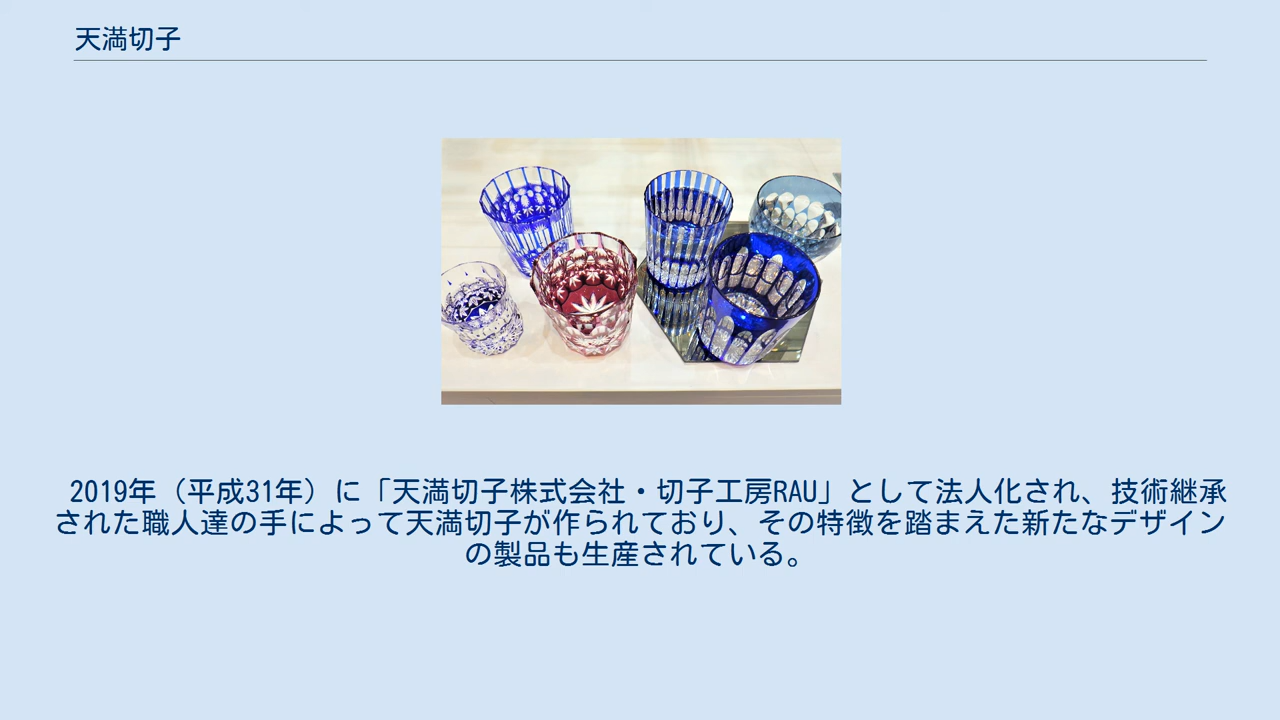 天満切子
2019年（平成31年）に「天満切子株式会社・切子工房RAU」として法人化され、技術継承
された職人達の手によって天満切子が作られており、その特徴を踏まえた新たなデザイン
の製品も生産されている。